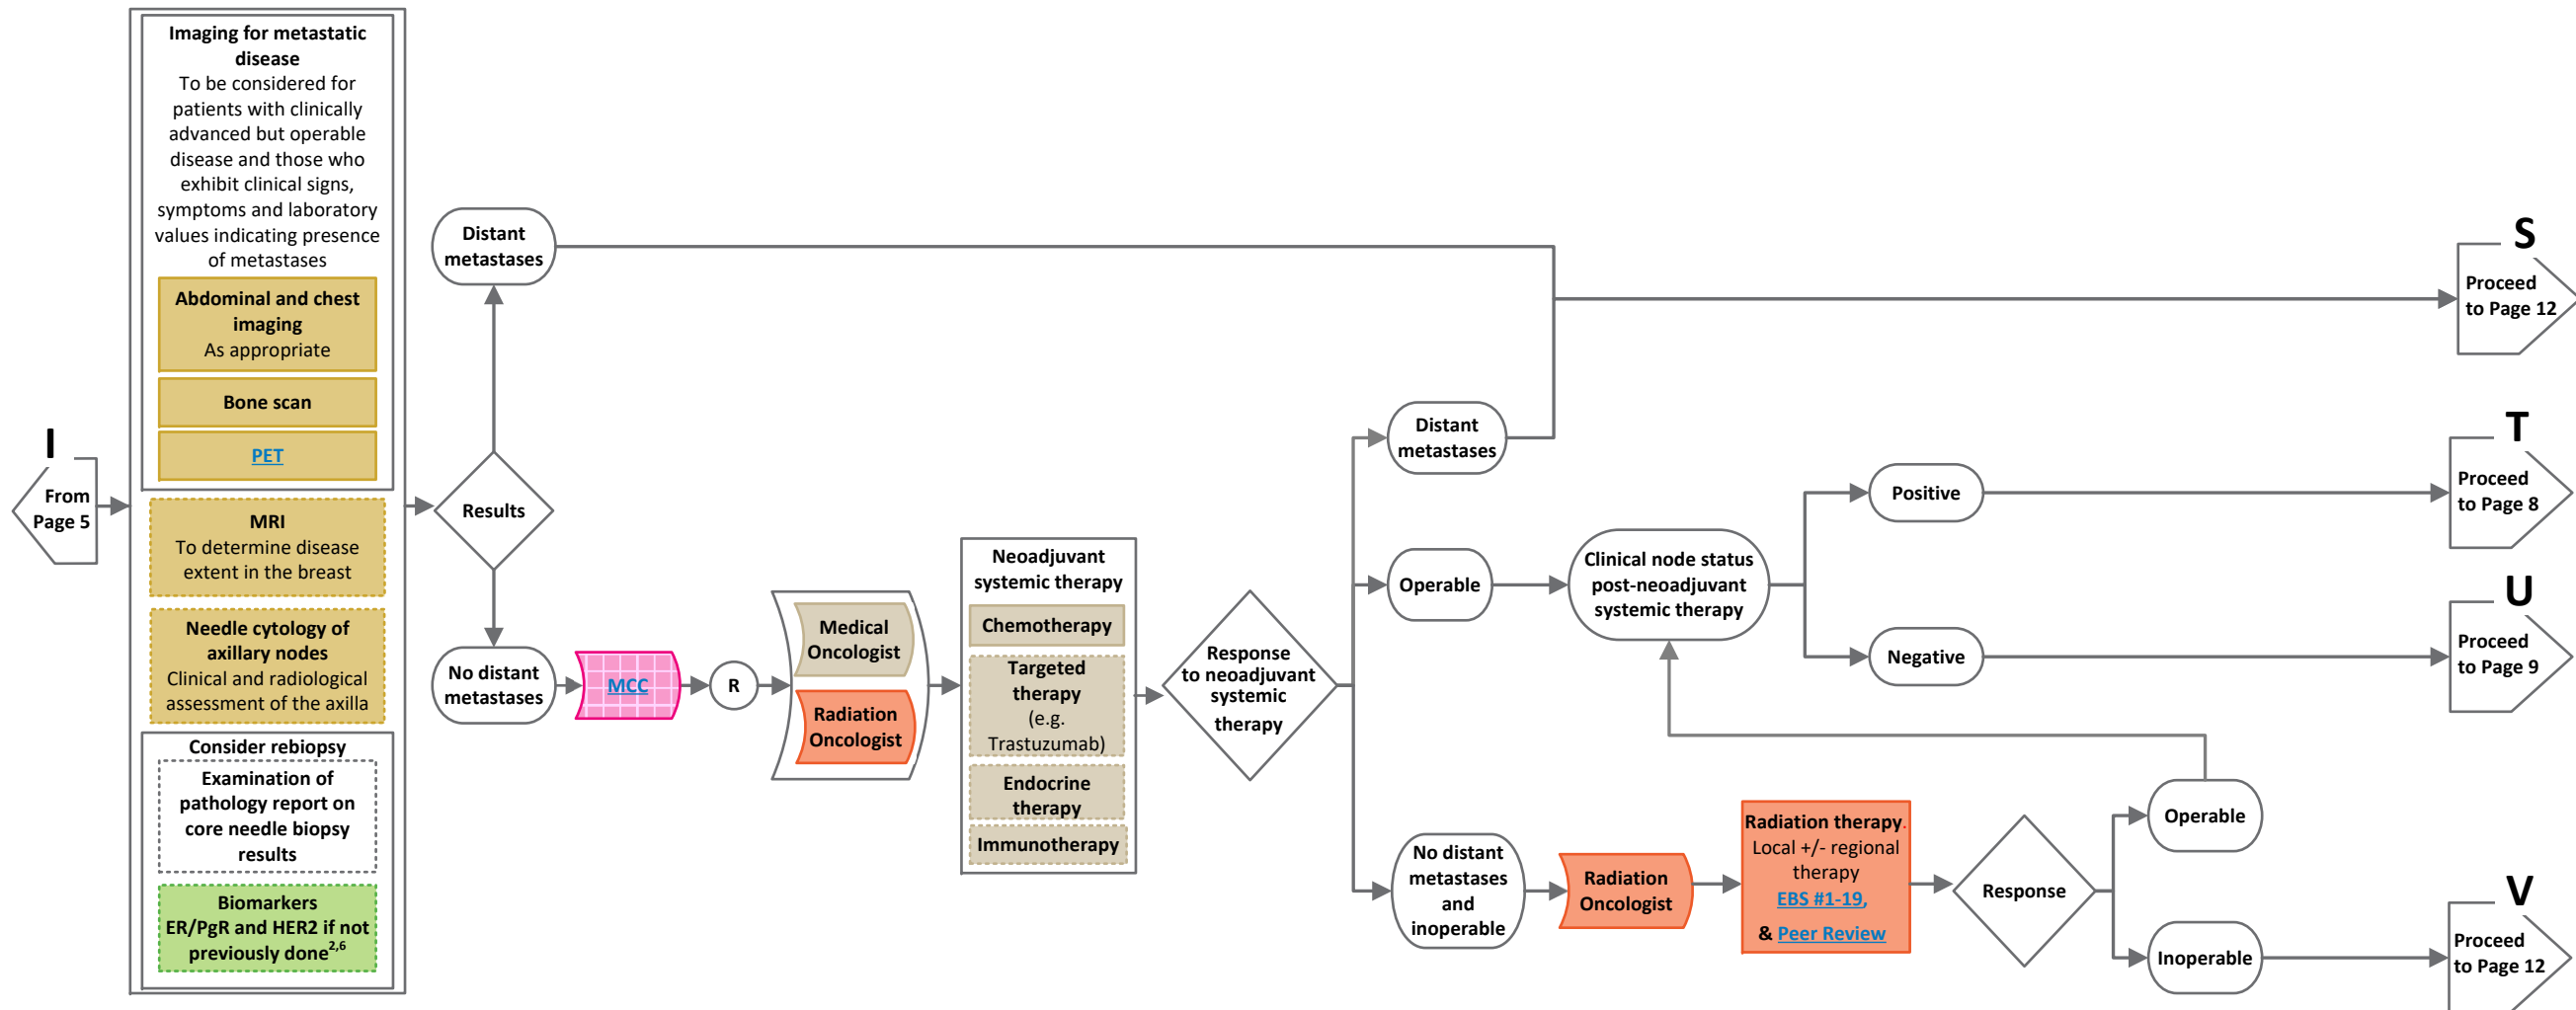 I
From
Page 5
Imaging for metastatic
disease
To be considered for
patients with clinically
advanced but operable
disease and those who
exhibit clinical signs,
symptoms and laboratory
values indicating presence
of metastases
Abdominal and chest
imaging
As appropriate
Bone scan
PET
MRI
To determine disease
extent in the breast
Needle cytology of
axillary nodes
Clinical and radiological
assessment of the axilla
Consider rebiopsy
Examination of
pathology report on
core needle biopsy
results
Biomarkers
ER/PgR and HER2 if not
previously done2,6
Results
Distant
metastases
No distant
metastases
MCC
R
Medical
Oncologist
Radiation
Oncologist
Neoadjuvant
systemic therapy
Chemotherapy
Targeted
therapy
(e.g.
Trastuzumab)
Endocrine
therapy
Immunotherapy
Response
to neoadjuvant
systemic
therapy
Distant
metastases
Operable
Clinical node status
post-neoadjuvant
systemic therapy
Positive
Negative
No distant
metastases
and
inoperable
Radiation
Oncologist
Radiation therapy.
Local +/- regional
therapy
EBS #1-19,
& Peer Review
Response
Operable
Inoperable
S
Proceed
to Page 12
T
Proceed
to Page 8
U
Proceed
to Page 9
V
Proceed
to Page 12